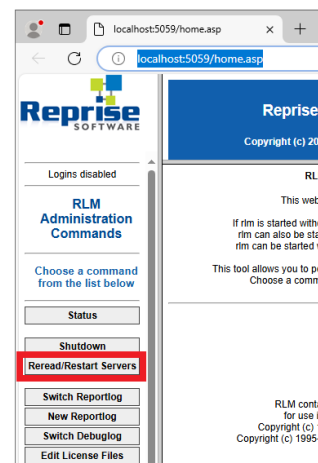 localhost:5059/home.asp
localhost:5059/home.asp
Reprise
SOFTWARE
Logins disabled
RLM
Administration
Commands
Choose a command
from the list below
Status
Shutdown
Reread/Restart Servers
Switch Reportlog
New Reportlog
Switch Debuglog
Edit License Files
Reprise
Copyright (c) 20
RL
This web
If rlm is started with
rlm can also be sta
rlm can be started
This tool allows you to p
Choose a comm
RLM conta
for use i
Copyright (c)
Copyright (c) 1995-